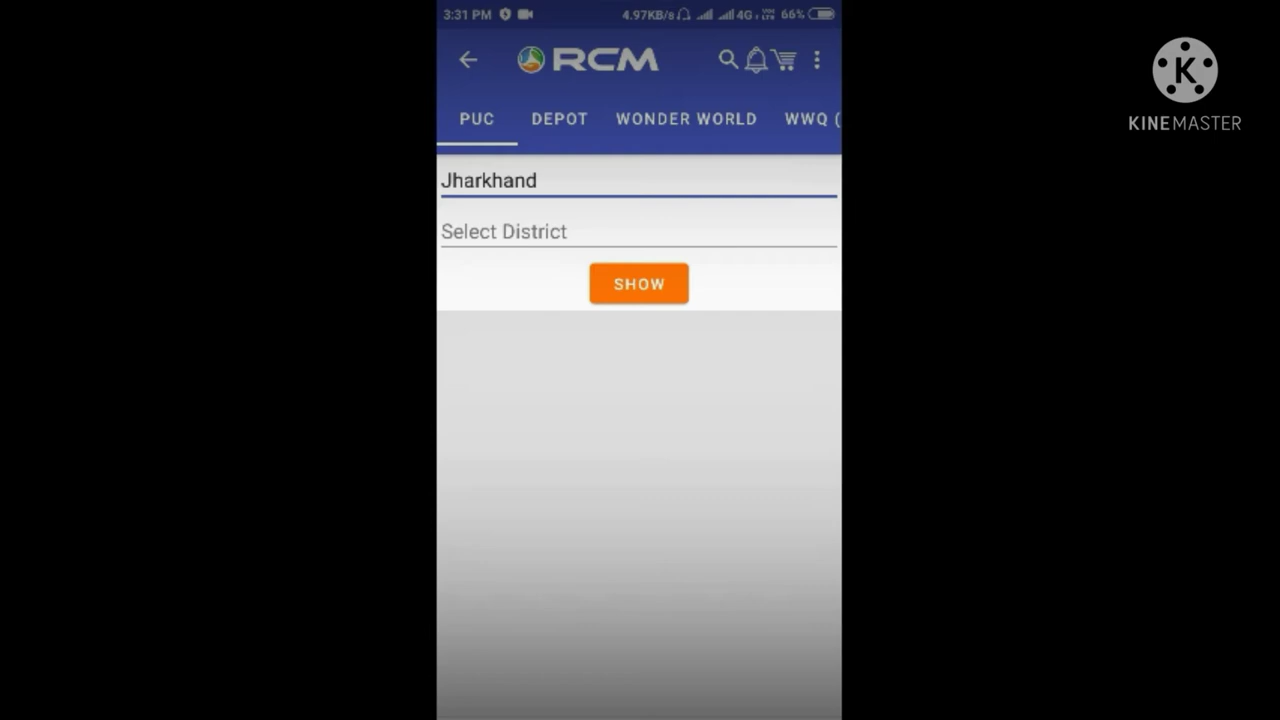 3:31 PM 4.97KB/s 4G 66%
RCM
PUC DEPOT WONDER WORLD WWQ (
Jharkhand
Select District
SHOW
K
KINEMASTER